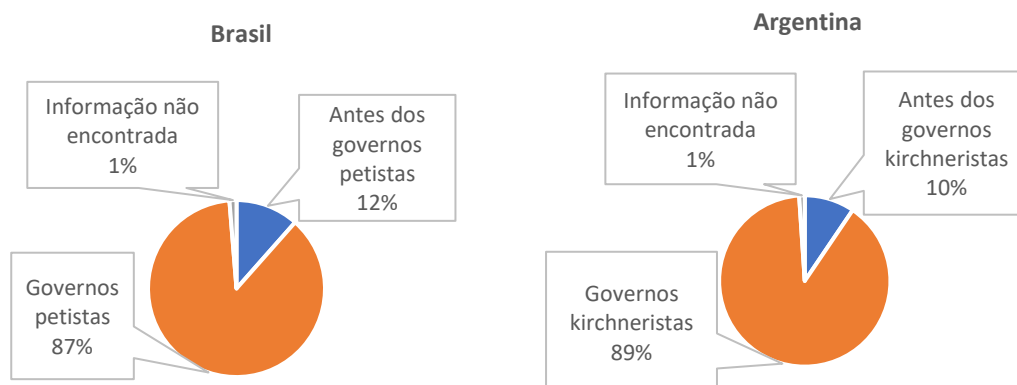 Brasil
Informação não
encontrada
1%
Antes dos
governos
petistas
12%
Governos
petistas
87%
Argentina
Informação não
encontrada
1%
Antes dos
governos
kirchneristas
10%
Governos
kirchneristas
89%